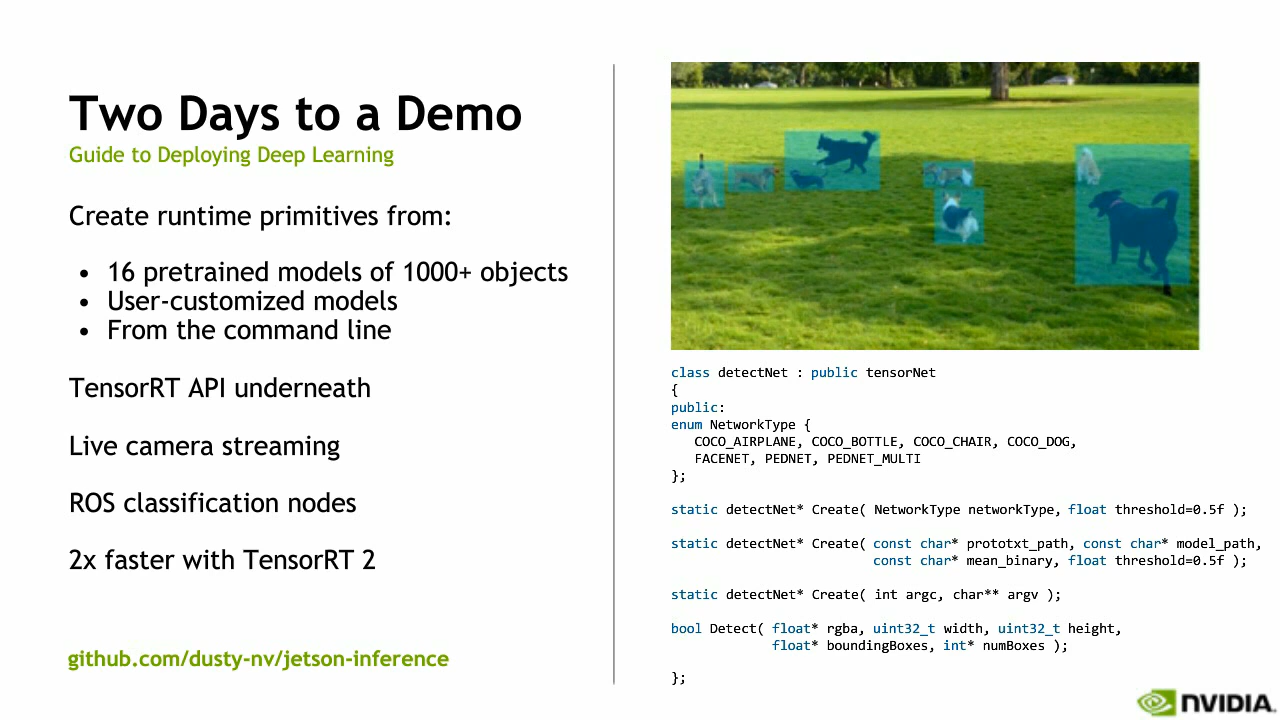 Two Days to a Demo
Guide to Deploying Deep Learning
Create runtime primitives from:
• 16 pretrained models of 1000+ objects
• User-customized models
• From the command line
TensorRT API underneath
Live camera streaming
ROS classification nodes
2x faster with TensorRT 2
github.com/dusty-nv/jetson-inference
class detectNet : public tensorNet
{
public:
enum NetworkType {
   COCO_AIRPLANE, COCO_BOTTLE, COCO_CHAIR, COCO_DOG,
   FACENET, PEDNET, PEDNET_MULTI
};
static detectNet* Create( NetworkType networkType, float threshold=0.5f );
static detectNet* Create( const char* prototxt_path, const char* model_path,
                          const char* mean_binary, float threshold=0.5f );
static detectNet* Create( int argc, char** argv );
bool Detect( float* rgba, uint32_t width, uint32_t height,
             float* boundingBoxes, int* numBoxes );
};
NVIDIA.